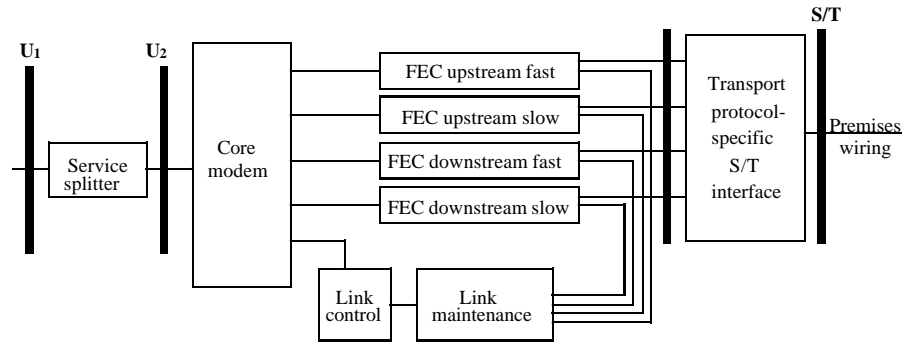 S/T
U1
U2
FEC upstream fast
FEC upstream slow
FEC downstream fast
FEC downstream slow
Service
splitter
Core
modem
Transport
protocol-
specific
S/T
interface
Premises
wiring
Link
control
Link
maintenance